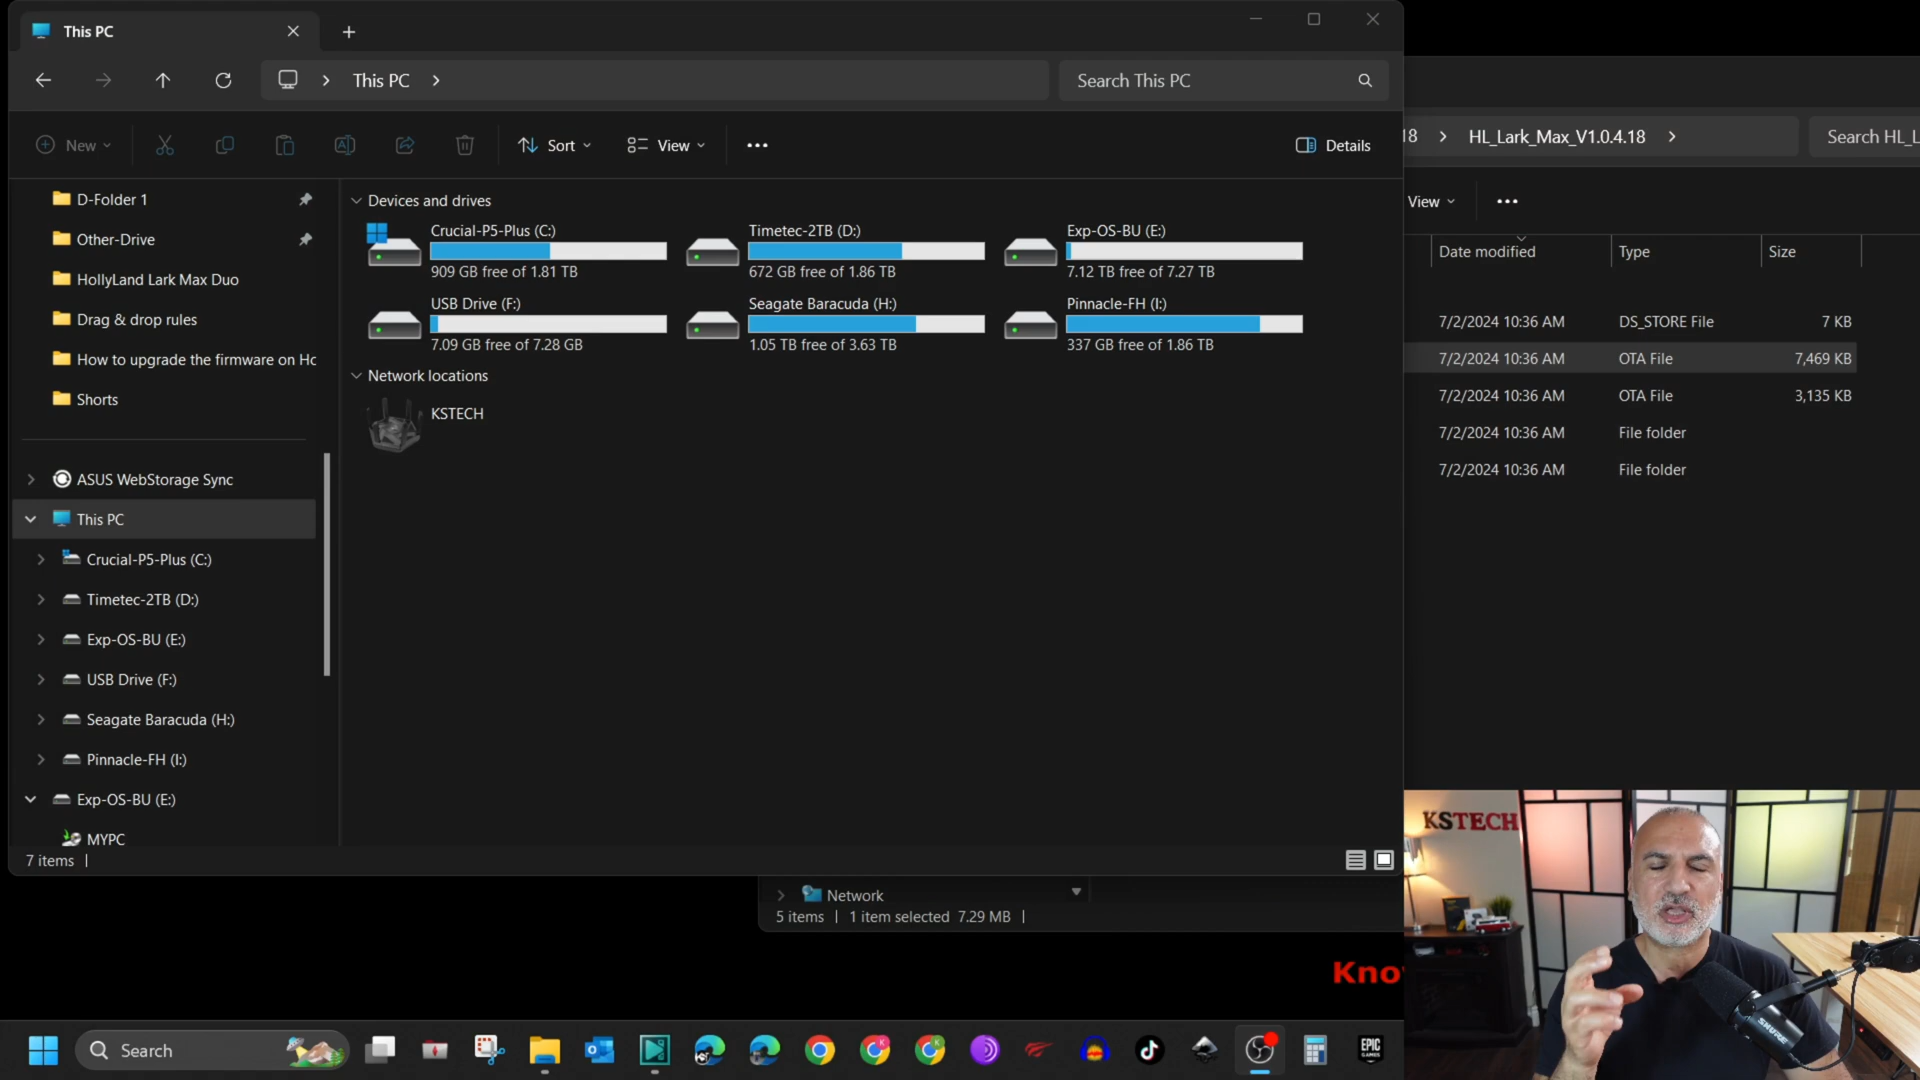 This PC
This PC
Search This PC
New
Sort
View
Details
D-Folder 1
Other-Drive
HollyLand Lark Max Duo
Drag & drop rules
How to upgrade the firmware on Ho
Shorts
ASUS WebStorage Sync
This PC
Crucial-P5-Plus (C:)
Timetec-2TB (D:)
Exp-OS-BU (E:)
USB Drive (F:)
Seagate Baracuda (H:)
Pinnacle-FH (I:)
Exp-OS-BU (E:)
MYPC
7 items
Devices and drives
Crucial-P5-Plus (C:)
909 GB free of 1.81 TB
Timetec-2TB (D:)
672 GB free of 1.86 TB
Exp-OS-BU (E:)
7.12 TB free of 7.27 TB
USB Drive (F:)
7.09 GB free of 7.28 GB
Seagate Baracuda (H:)
1.05 TB free of 3.63 TB
Pinnacle-FH (I:)
337 GB free of 1.86 TB
Network locations
KSTECH
18 HL_Lark_Max_V1.0.4.18
Search HL_L
View
Date modified Type Size
7/2/2024 10:36 AM DS_STORE File 7 KB
7/2/2024 10:36 AM OTA File 7,469 KB
7/2/2024 10:36 AM OTA File 3,135 KB
7/2/2024 10:36 AM File folder
7/2/2024 10:36 AM File folder
Network
5 items 1 item selected 7.29 MB
Kno
KSTECH
SHURE
Search
EPIC
GAMES